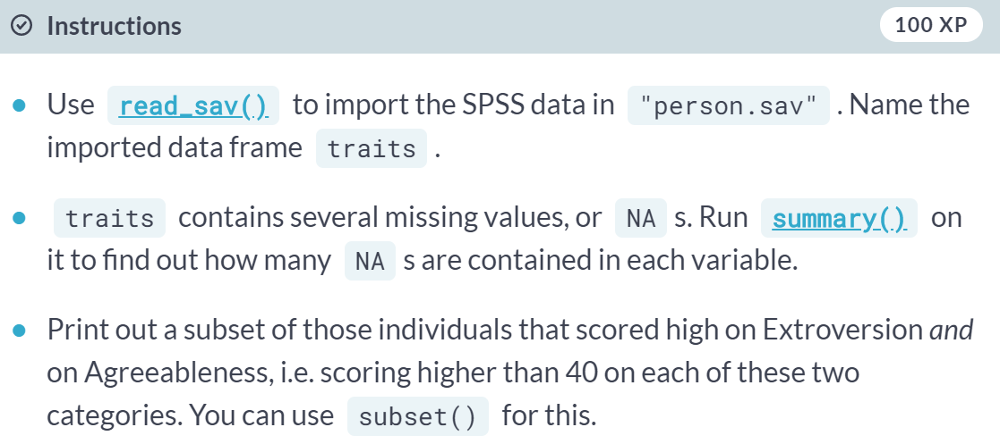 Instructions 100 XP
Use read_sav() to import the SPSS data in "person.sav" . Name the
imported data frame traits .
traits contains several missing values, or NA s. Run summary() on
it to find out how many NA s are contained in each variable.
Print out a subset of those individuals that scored high on Extroversion and
on Agreeableness, i.e. scoring higher than 40 on each of these two
categories. You can use subset() for this.